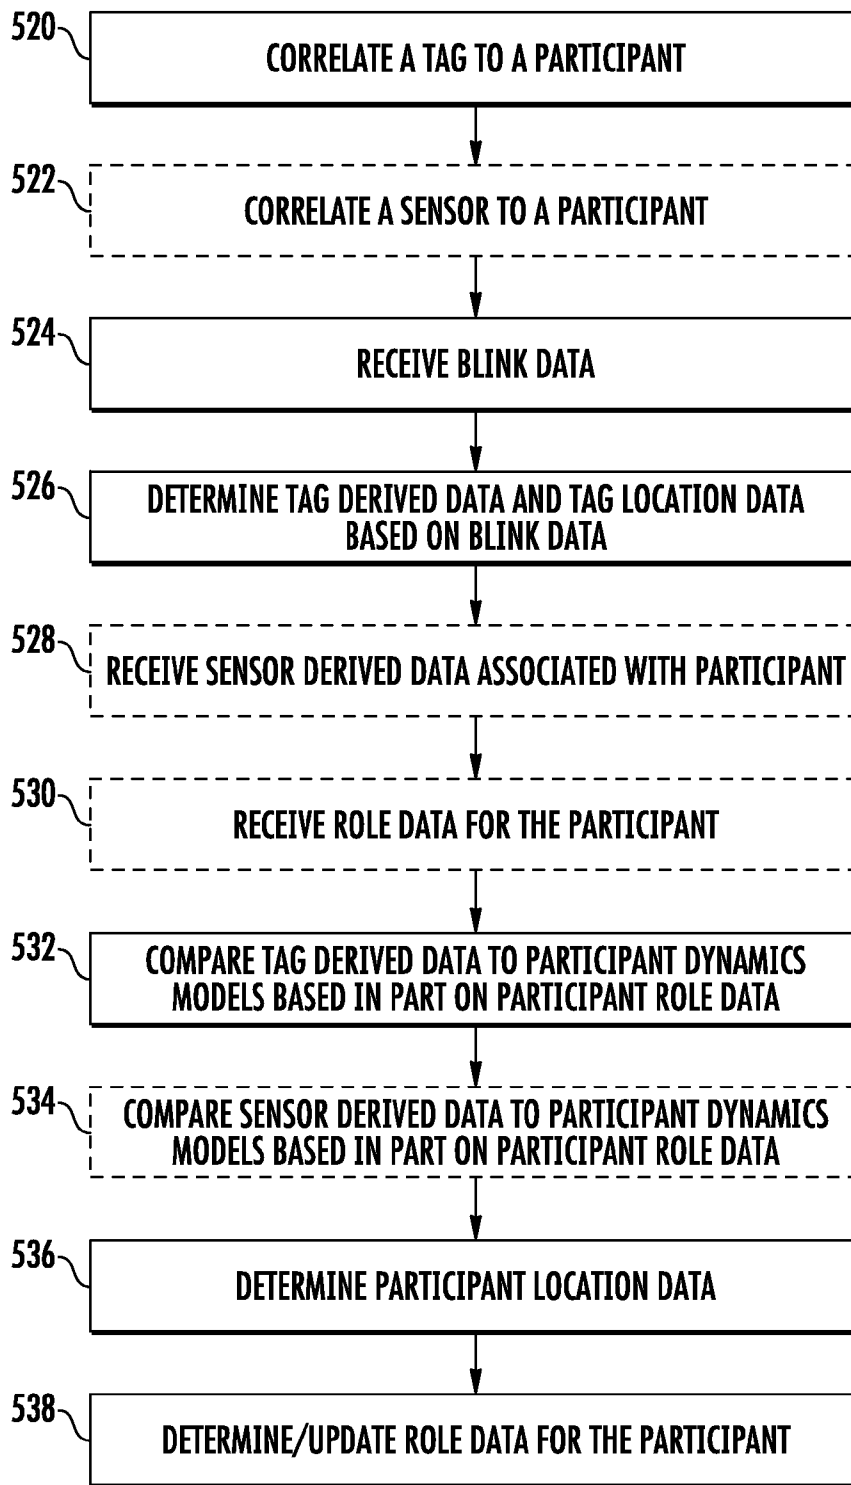 520
CORRELATE A TAG TO A PARTICIPANT
522
CORRELATE A SENSOR TO A PARTICIPANT
524
RECEIVE BLINK DATA
526
DETERMINE TAG DERIVED DATA AND TAG LOCATION DATA
BASED ON BLINK DATA
528
RECEIVE SENSOR DERIVED DATA ASSOCIATED WITH PARTICIPANT
530
RECEIVE ROLE DATA FOR THE PARTICIPANT
532
COMPARE TAG DERIVED DATA TO PARTICIPANT DYNAMICS
MODELS BASED IN PART ON PARTICIPANT ROLE DATA
534
COMPARE SENSOR DERIVED DATA TO PARTICIPANT DYNAMICS
MODELS BASED IN PART ON PARTICIPANT ROLE DATA
536
DETERMINE PARTICIPANT LOCATION DATA
538
DETERMINE/UPDATE ROLE DATA FOR THE PARTICIPANT